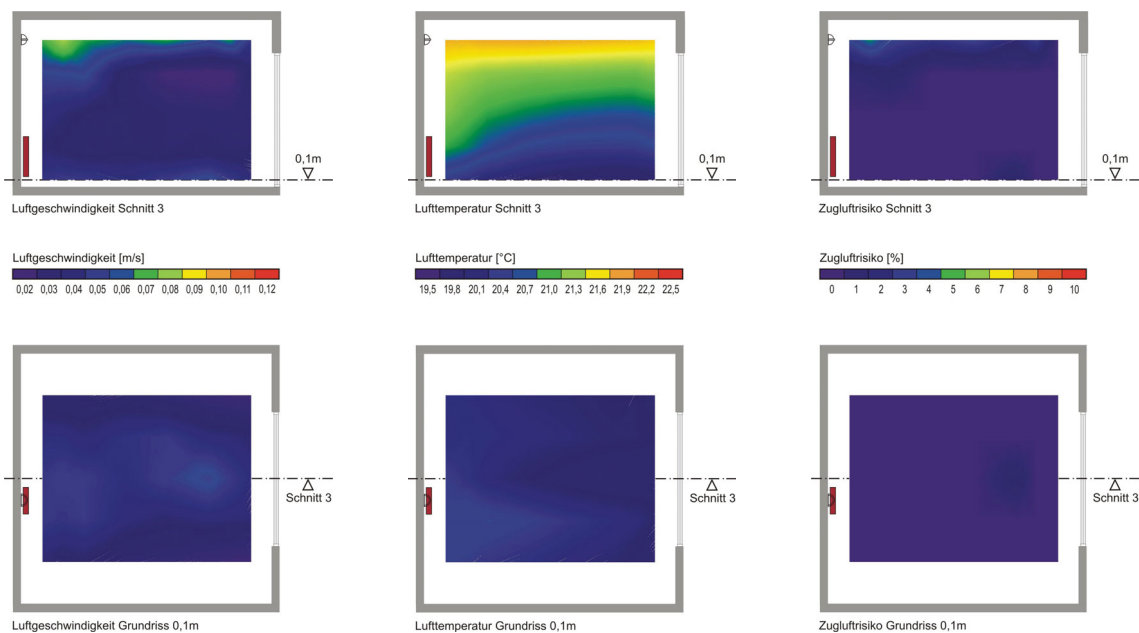 0,1m
0,1m
0,1m
Luftgeschwindigkeit Schnitt 3
Lufttemperatur Schnitt 3
Zugluftrisiko Schnitt 3
Luftgeschwindigkeit [m/s]
0,02 0,03 0,04 0,05 0,06 0,07 0,08 0,09 0,10 0,11 0,12
Lufttemperatur [°C]
19,5 19,8 20,1 20,4 20,7 21,0 21,3 21,6 21,9 22,2 22,5
Zugluftrisiko [%]
0 1 2 3 4 5 6 7 8 9 10
Schnitt 3
Schnitt 3
Schnitt 3
Luftgeschwindigkeit Grundriss 0,1m
Lufttemperatur Grundriss 0,1m
Zugluftrisiko Grundriss 0,1m